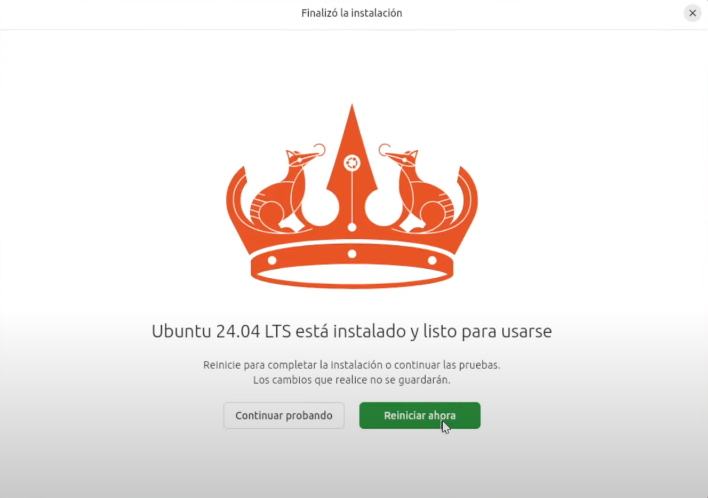 Finalizó la instalación
Ubuntu 24.04 LTS está instalado y listo para usarse
Reinicie para completar la instalación o continuar las pruebas.
Los cambios que realice no se guardarán.
Continuar probando
Reiniciar ahora